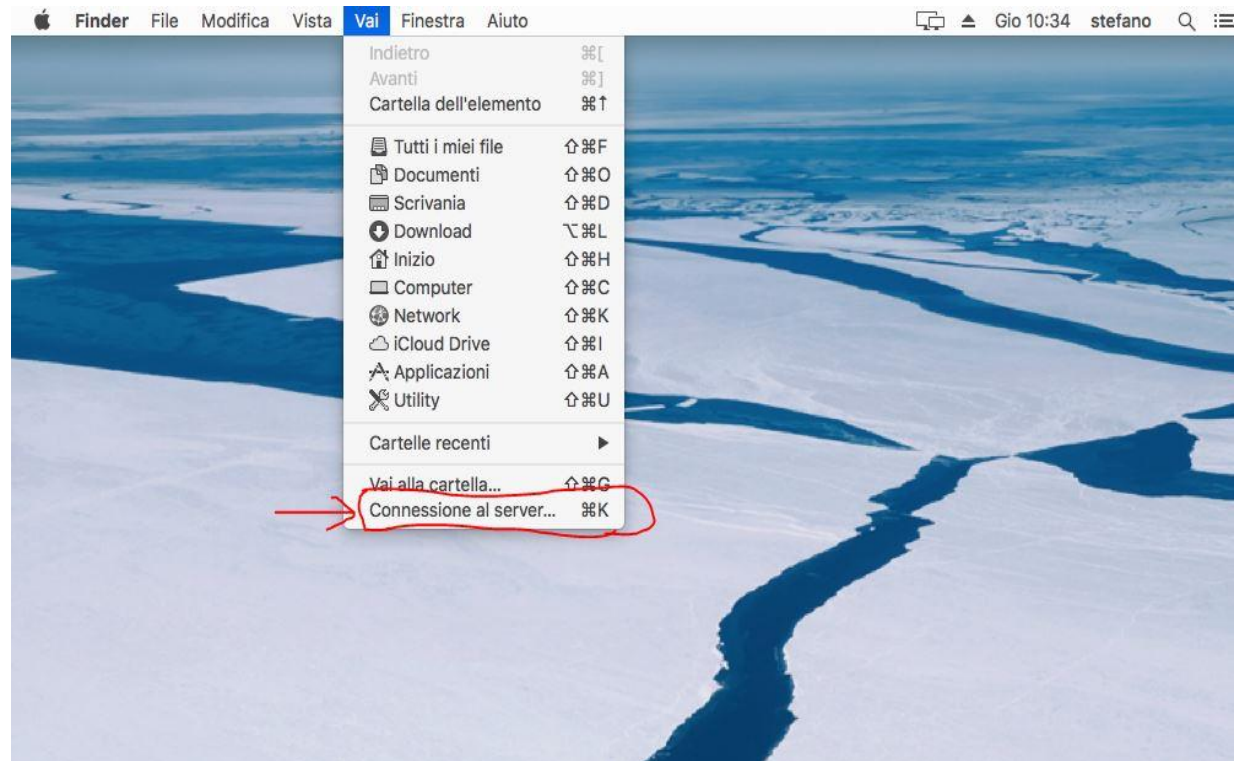 Finder File Modifica Vista Vai Finestra Aiuto Gio 10:34 stefano
Indietro ⌘[
Avanti ⌘]
Cartella dell'elemento ⌘↑
Tutti i miei file ⇧⌘F
Documenti ⇧⌘O
Scrivania ⇧⌘D
Download ⌥⌘L
Inizio ⇧⌘H
Computer ⇧⌘C
Network ⇧⌘K
iCloud Drive ⇧⌘I
Applicazioni ⇧⌘A
Utility ⇧⌘U
Cartelle recenti
Vai alla cartella... ⇧⌘G
Connessione al server... ⌘K